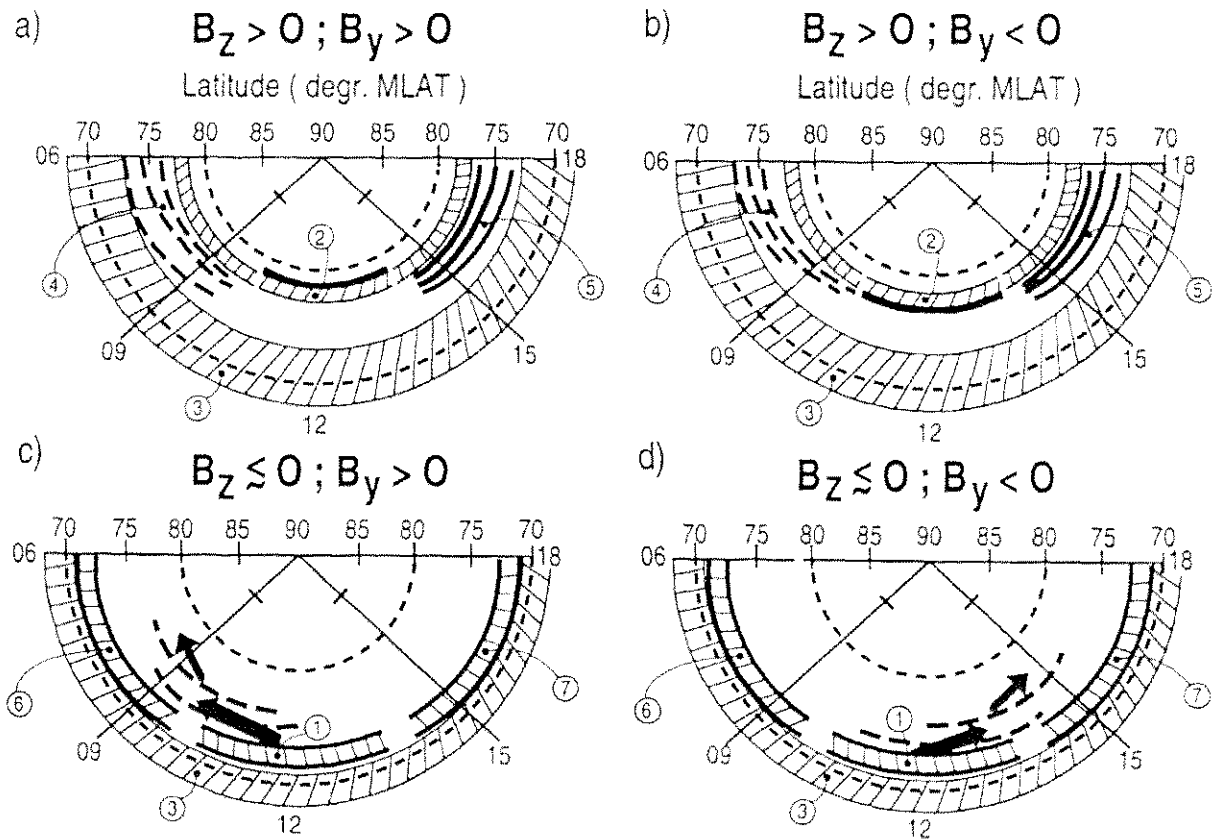 a)
B_z > 0 ; B_y > 0
Latitude ( degr. MLAT )
70 75 80 85 90 85 80 75 70
06 18
②
④ ⑤
09 15
③
12
b)
B_z > 0 ; B_y < 0
Latitude ( degr. MLAT )
70 75 80 85 90 85 80 75 70
06 18
②
④ ⑤
09 15
③
12
c)
B_z ≲ 0 ; B_y > 0
70 75 80 85 90 85 80 75 70
06 18
⑥ ⑦
①
09 15
③
12
d)
B_z ≲ 0 ; B_y < 0
70 75 80 85 90 85 80 75 70
06 18
⑥ ⑦
①
09 15
③
12